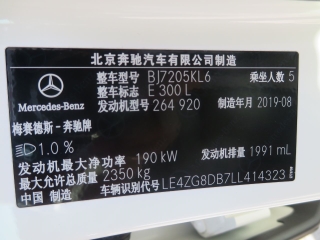 北京奔驰汽车有限公司制造
整车型号 BJ7205KL6 乘坐人数 5
整车标志 E 300 L
发动机型号 264 920 制造年月 2019-08
Mercedes-Benz
梅赛德斯-奔驰牌
1.0 %
发动机最大净功率 190 kW 发动机排量 1991 mL
最大允许总质量 2350 kg
中国 制造 车辆识别代号 LE4ZG8DB7LL414323